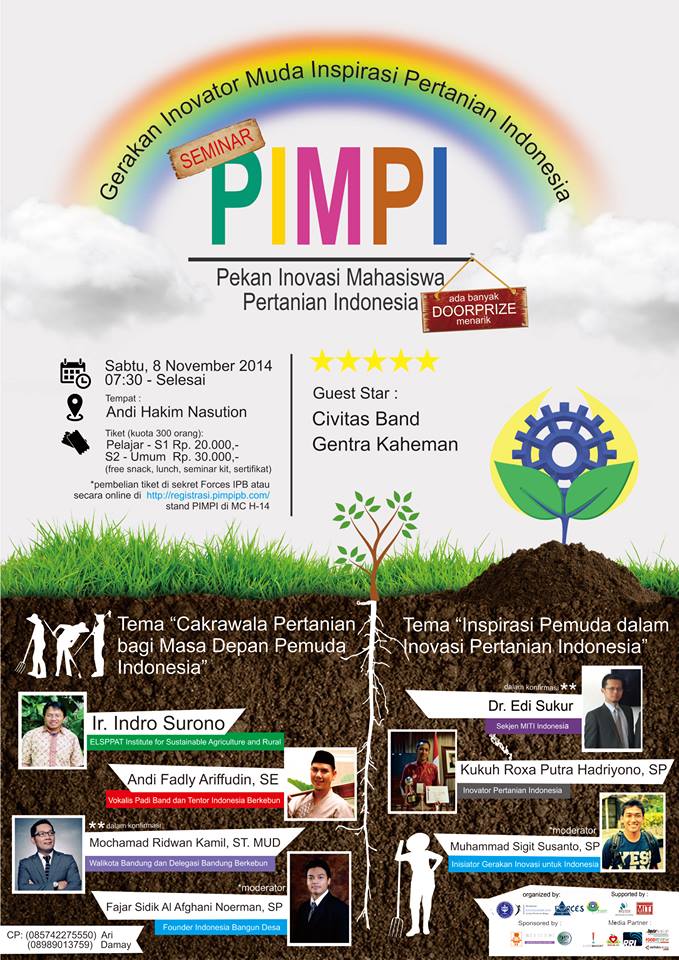 Gerakan Inovator Muda Inspirasi Pertanian Indonesia
SEMINAR
PIMPI
Pekan Inovasi Mahasiswa
Pertanian Indonesia
ada banyak
DOORPRIZE
menarik
Sabtu, 8 November 2014
07:30 - Selesai
Tempat :
Andi Hakim Nasution
Tiket (kuota 300 orang):
Pelajar - S1 Rp. 20.000,-
S2 - Umum Rp. 30.000,-
(free snack, lunch, seminar kit, sertifikat)
*pembelian tiket di sekret Forces IPB atau
secara online di http://registrasi.pimpipb.com/
stand PIMPI di MC H-14
Guest Star :
Civitas Band
Gentra Kaheman
Tema “Cakrawala Pertanian
bagi Masa Depan Pemuda
Indonesia”
Ir. Indro Surono
ELSPPAT Institute for Sustainable Agriculture and Rural
Andi Fadly Ariffudin, SE
Vokalis Padi Band dan Tentor Indonesia Berkebun
**dalam konfirmasi
Mochamad Ridwan Kamil, ST. MUD
Walikota Bandung dan Delegasi Bandung Berkebun
*moderator
Fajar Sidik Al Afghani Noerman, SP
Founder Indonesia Bangun Desa
CP: (085742275550) Ari
(08989013759) Damay
Tema “Inspirasi Pemuda dalam
Inovasi Pertanian Indonesia”
dalam konfirmasi **
Dr. Edi Sukur
Sekjen MITI Indonesia
Kukuh Roxa Putra Hadriyono, SP
Inovator Pertanian Indonesia
*moderator
Muhammad Sigit Susanto, SP
Inisiator Gerakan Inovasi untuk Indonesia
YES!
organized by:
FORCES
Supported by :
MITI
Sponsored by :
Media Partner :
RRI